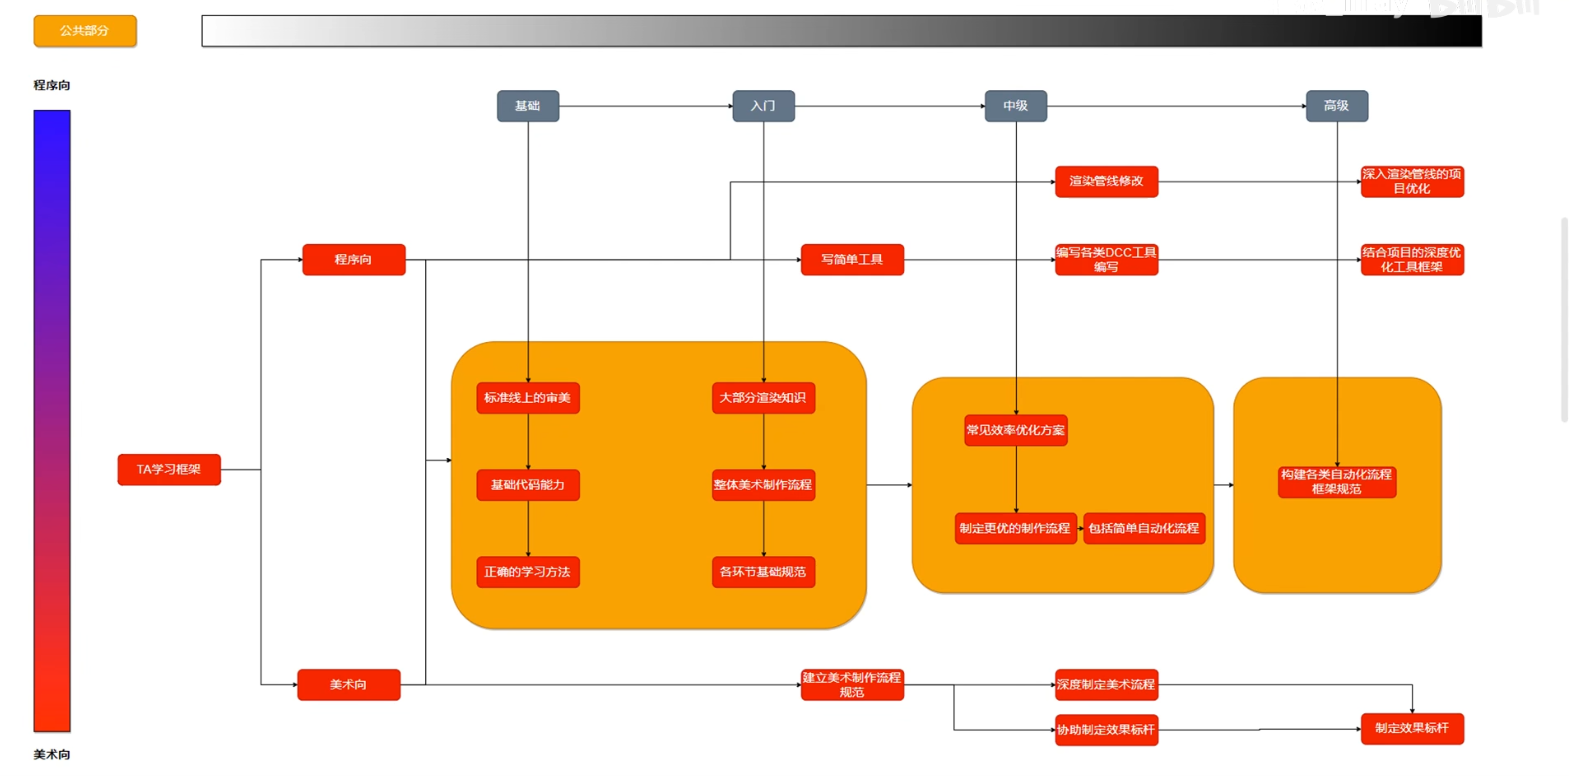 公共部分
程序向
基础
入门
中级
高级
渲染管线修改
深入渲染管线的项
目优化
程序向
写简单工具
编写各类DCC工具
编写
结合项目的深度优
化工具框架
标准线上的审美
大部分渲染知识
常见效率优化方案
TA学习框架
基础代码能力
整体美术制作流程
构建各类自动化流程
框架规范
制定更优的制作流程
包括简单自动化流程
正确的学习方法
各环节基础规范
美术向
建立美术制作流程
规范
深度制定美术流程
协助制定效果标杆
制定效果标杆
美术向